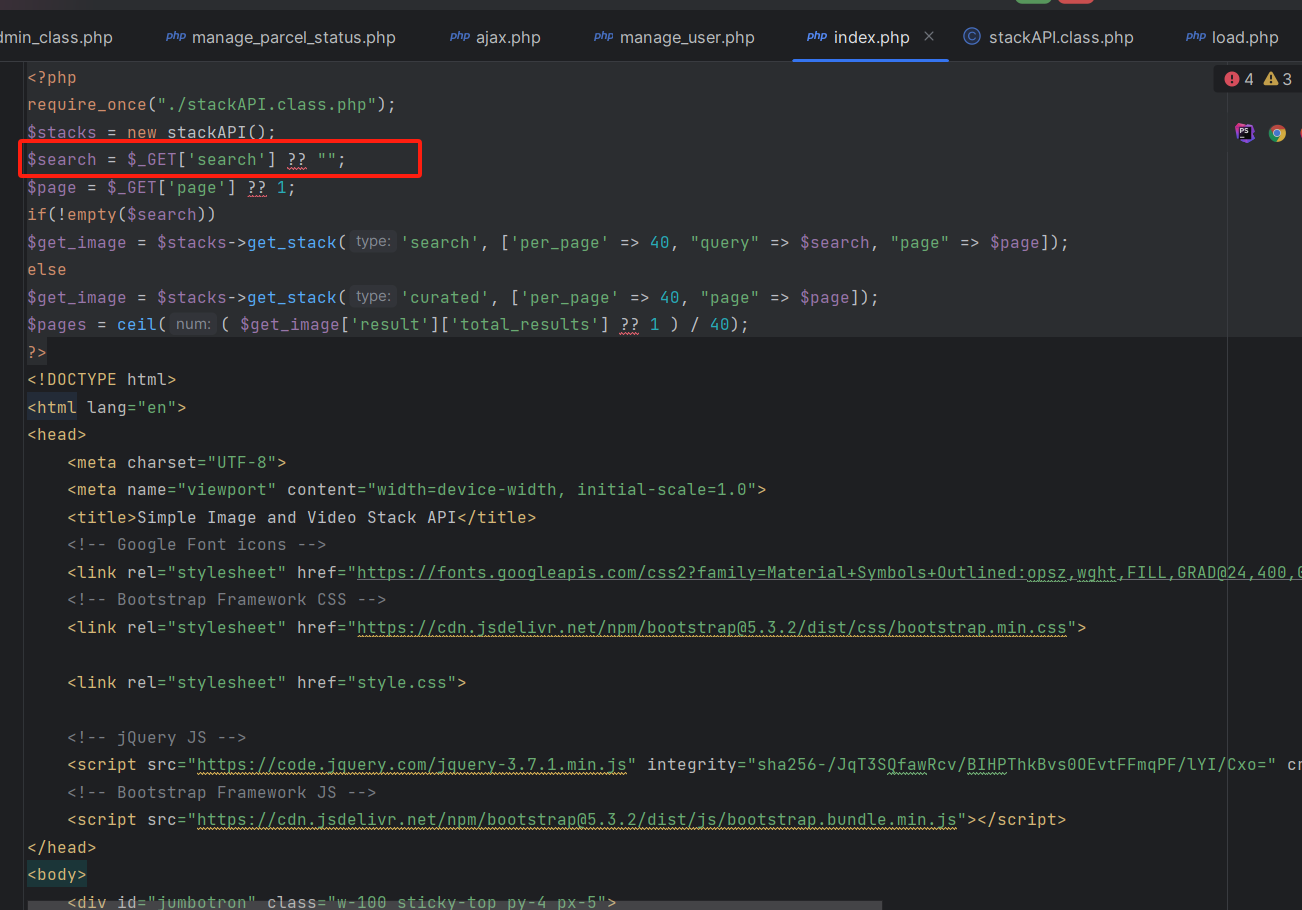 dmin_class.php php manage_parcel_status.php php ajax.php php manage_user.php php index.php × C stackAPI.class.php php load.php
4 3
<?php
require_once("./stackAPI.class.php");
$stacks = new stackAPI();
PS
$search = $_GET['search'] ?? "";
$page = $_GET['page'] ?? 1;
if(!empty($search))
$get_image = $stacks->get_stack( type: 'search', ['per_page' => 40, "query" => $search, "page" => $page]);
else
$get_image = $stacks->get_stack( type: 'curated', ['per_page' => 40, "page" => $page]);
$pages = ceil( num: ( $get_image['result']['total_results'] ?? 1 ) / 40);
?>
<!DOCTYPE html>
<html lang="en">
<head>
<meta charset="UTF-8">
<meta name="viewport" content="width=device-width, initial-scale=1.0">
<title>Simple Image and Video Stack API</title>
<!-- Google Font icons -->
<link rel="stylesheet" href="https://fonts.googleapis.com/css2?family=Material+Symbols+Outlined:opsz,wght,FILL,GRAD@24,400,0
<!-- Bootstrap Framework CSS -->
<link rel="stylesheet" href="https://cdn.jsdelivr.net/npm/bootstrap@5.3.2/dist/css/bootstrap.min.css">
<link rel="stylesheet" href="style.css">
<!-- jQuery JS -->
<script src="https://code.jquery.com/jquery-3.7.1.min.js" integrity="sha256-/JqT3SQfawRcv/BIHPThkBvs0OEvtFFmqPF/lYI/Cxo=" cr
<!-- Bootstrap Framework JS -->
<script src="https://cdn.jsdelivr.net/npm/bootstrap@5.3.2/dist/js/bootstrap.bundle.min.js"></script>
</head>
<body>
<div id="jumbotron" class="w-100 sticky-top py-4 px-5">